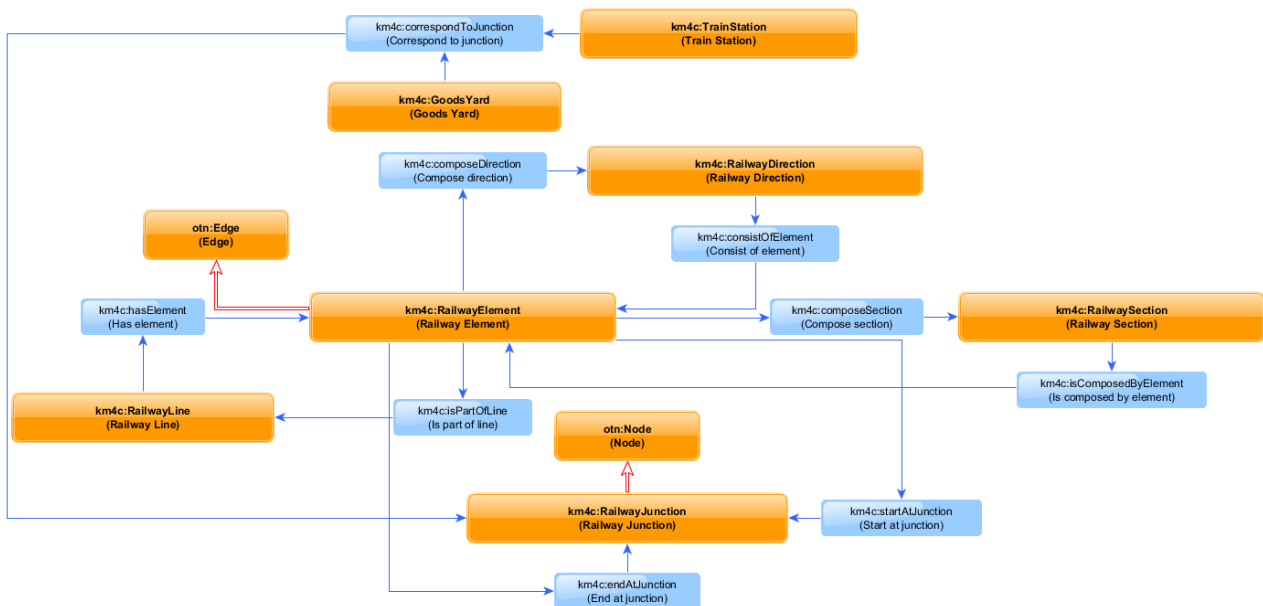 km4c:correspondToJunction
(Correspond to junction)
km4c:TrainStation
(Train Station)
km4c:GoodsYard
(Goods Yard)
km4c:composeDirection
(Compose direction)
km4c:RailwayDirection
(Railway Direction)
otn:Edge
(Edge)
km4c:consistOfElement
(Consist of element)
km4c:hasElement
(Has element)
km4c:RailwayElement
(Railway Element)
km4c:composeSection
(Compose section)
km4c:RailwaySection
(Railway Section)
km4c:isComposedByElement
(Is composed by element)
km4c:RailwayLine
(Railway Line)
km4c:isPartOfLine
(Is part of line)
otn:Node
(Node)
km4c:RailwayJunction
(Railway Junction)
km4c:startAtJunction
(Start at junction)
km4c:endAtJunction
(End at junction)